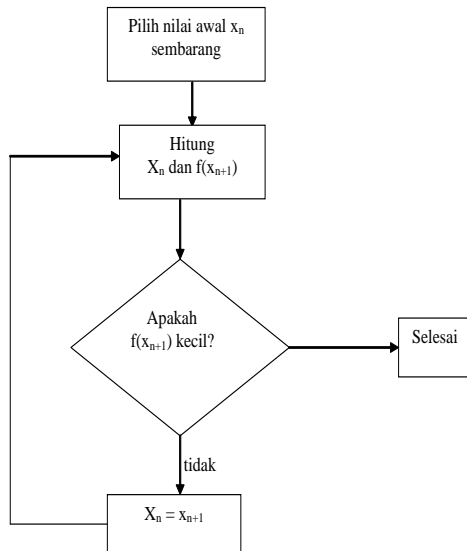 Pilih nilai awal xₙ
sembarang
Hitung
Xₙ dan f(xₙ₊₁)
Apakah
f(xₙ₊₁) kecil?
Selesai
tidak
Xₙ = xₙ₊₁